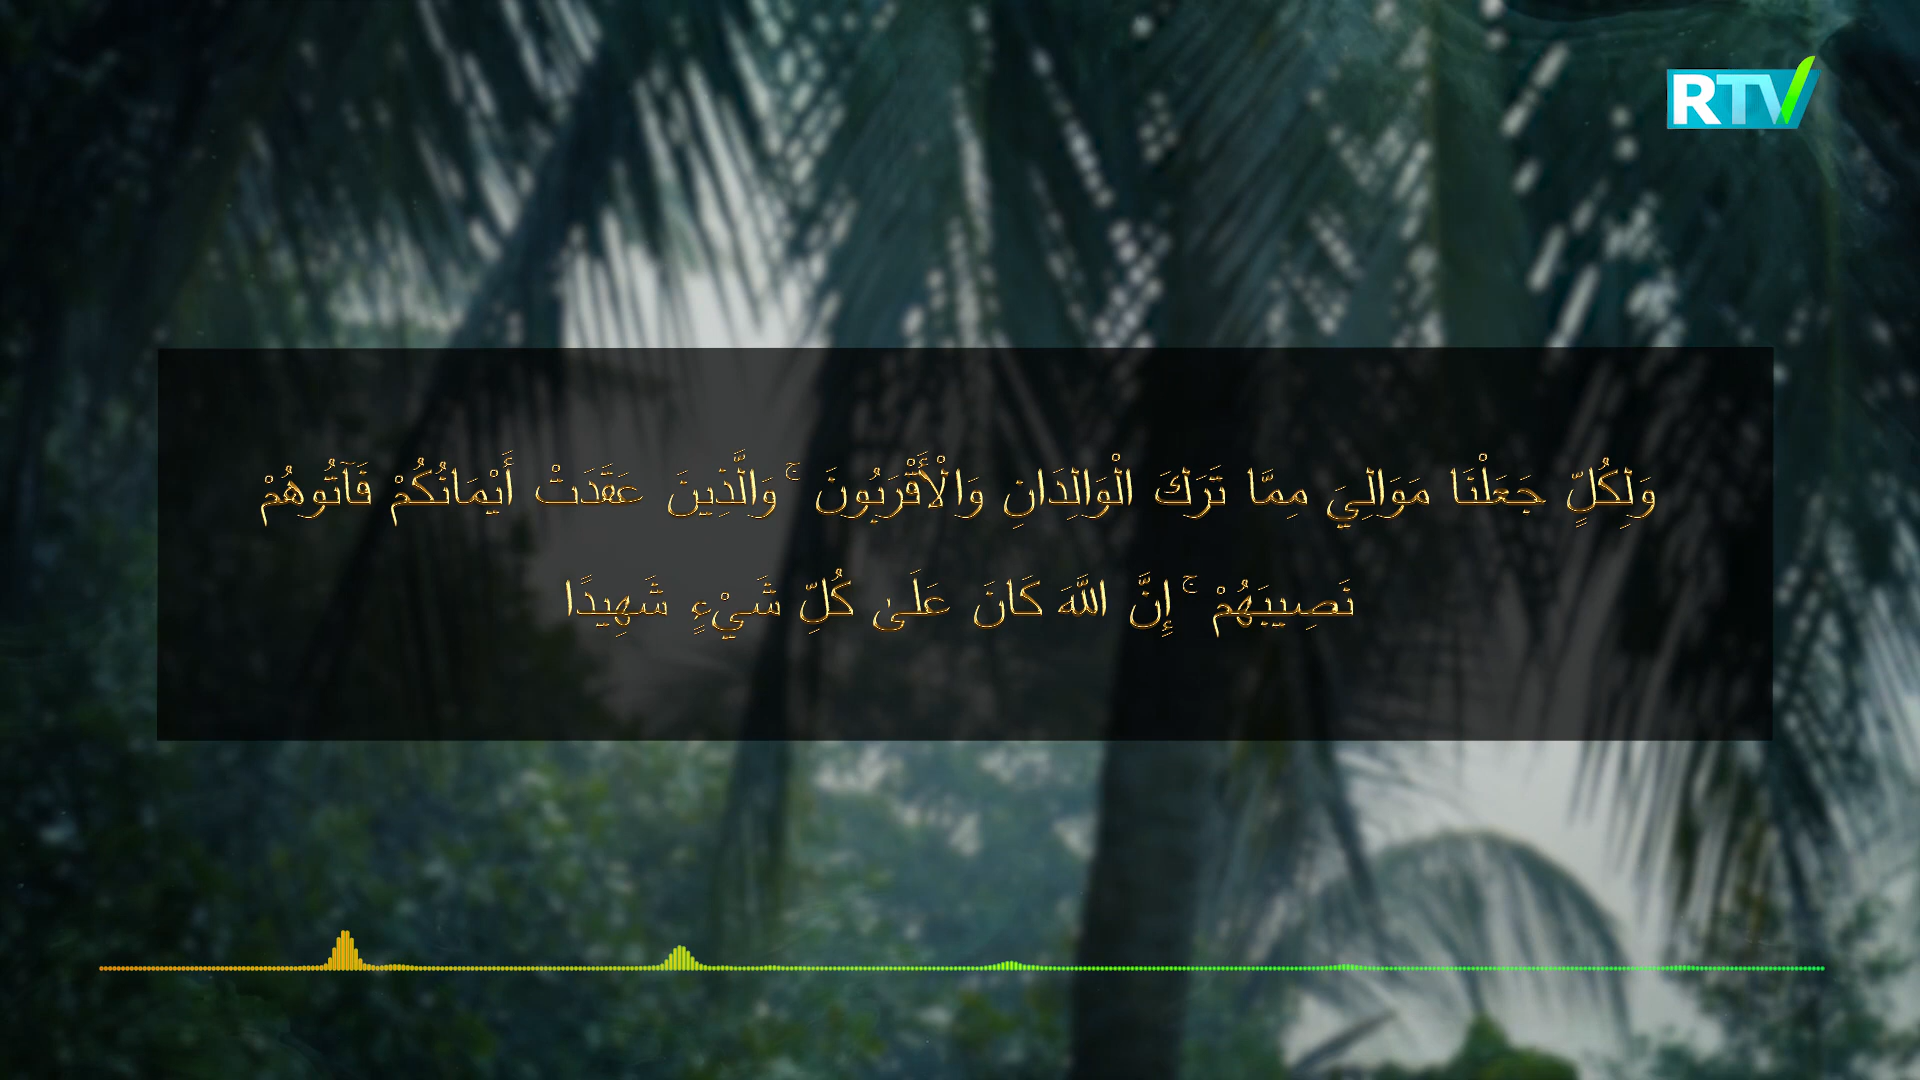 RTV
وَلِكُلٍّ جَعَلْنَا مَوَالِيَ مِمَّا تَرَكَ الْوَالِدَانِ وَالْأَقْرَبُونَ ۚ وَالَّذِينَ عَقَدَتْ أَيْمَانُكُمْ فَآتُوهُمْ
نَصِيبَهُمْ ۚ إِنَّ اللَّهَ كَانَ عَلَىٰ كُلِّ شَيْءٍ شَهِيدًا